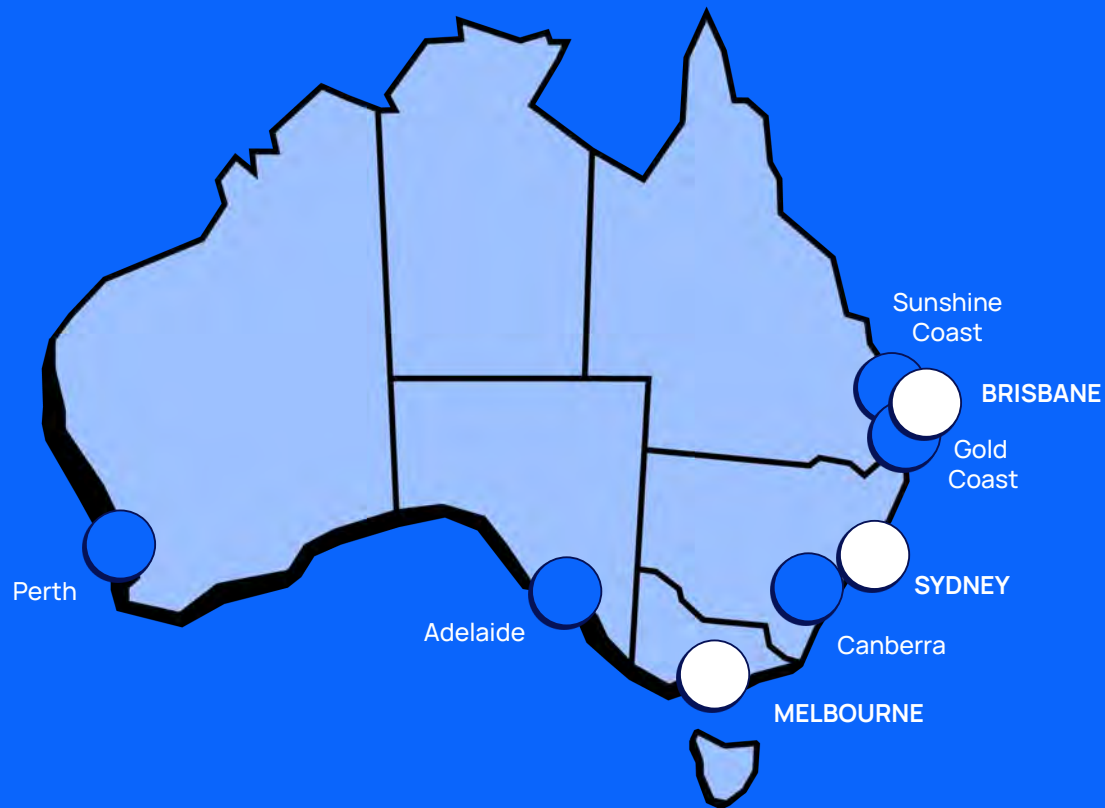 Sunshine
Coast
BRISBANE
Gold
Coast
SYDNEY
Perth
Adelaide
Canberra
MELBOURNE